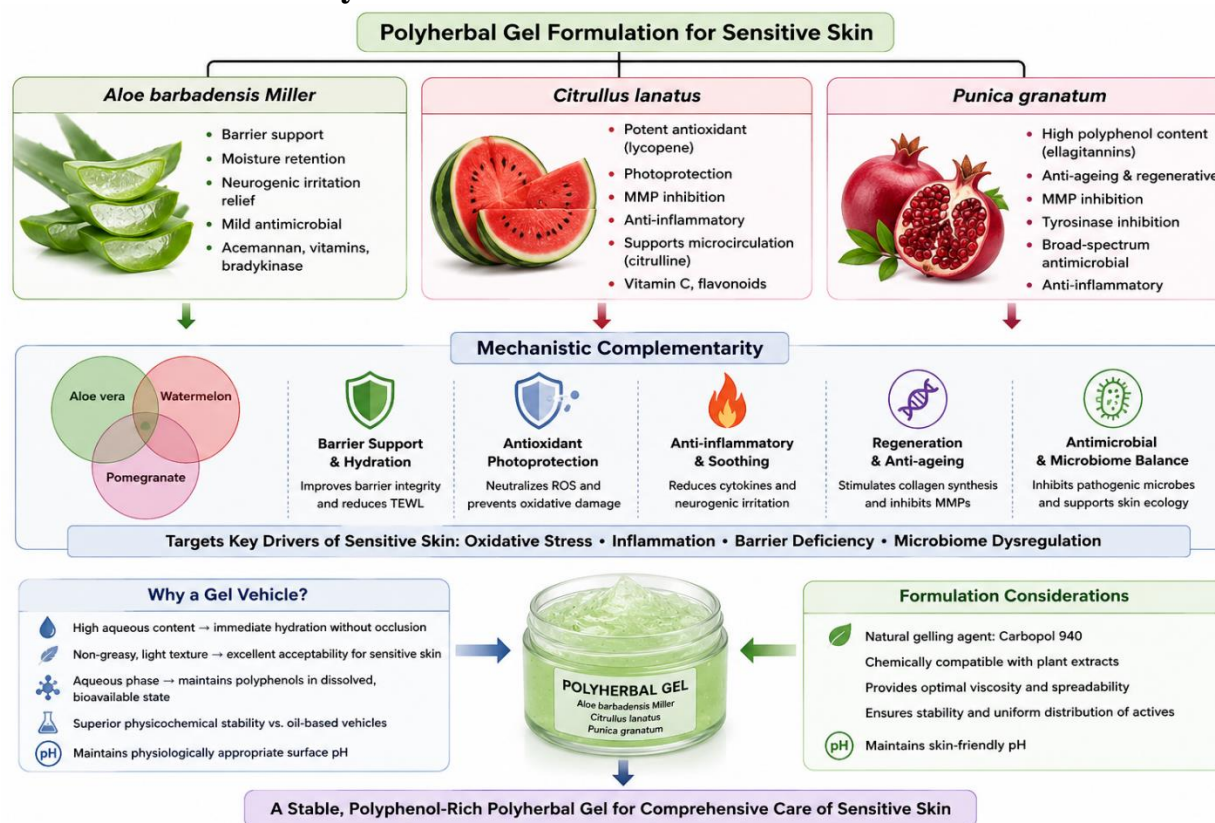 Polyherbal Gel Formulation for Sensitive Skin
Aloe barbadensis Miller
• Barrier support
• Moisture retention
• Neurogenic irritation
relief
• Mild antimicrobial
• Acemannan, vitamins,
bradykinase
Citrullus lanatus
• Potent antioxidant
(lycopene)
• Photoprotection
• MMP inhibition
• Anti-inflammatory
• Supports microcirculation
(citrulline)
• Vitamin C, flavonoids
Punica granatum
• High polyphenol content
(ellagitannins)
• Anti-ageing & regenerative
• MMP inhibition
• Tyrosinase inhibition
• Broad-spectrum
antimicrobial
• Anti-inflammatory
Mechanistic Complementarity
Aloe vera
Watermelon
Pomegranate
Barrier Support
& Hydration
Improves barrier integrity
and reduces TEWL
Antioxidant
Photoprotection
Neutralizes ROS and
prevents oxidative damage
Anti-inflammatory
& Soothing
Reduces cytokines and
neurogenic irritation
Regeneration
& Anti-ageing
Stimulates collagen synthesis
and inhibits MMPs
Antimicrobial
& Microbiome Balance
Inhibits pathogenic microbes
and supports skin ecology
Targets Key Drivers of Sensitive Skin: Oxidative Stress • Inflammation • Barrier Deficiency • Microbiome Dysregulation
Why a Gel Vehicle?
High aqueous content → immediate hydration without occlusion
Non-greasy, light texture → excellent acceptability for sensitive skin
Aqueous phase → maintains polyphenols in dissolved,
bioavailable state
Superior physicochemical stability vs. oil-based vehicles
pH Maintains physiologically appropriate surface pH
POLYHERBAL GEL
Aloe barbadensis Miller
Citrullus lanatus
Punica granatum
Formulation Considerations
Natural gelling agent: Carbopol 940
Chemically compatible with plant extracts
Provides optimal viscosity and spreadability
Ensures stability and uniform distribution of actives
pH Maintains skin-friendly pH
A Stable, Polyphenol-Rich Polyherbal Gel for Comprehensive Care of Sensitive Skin